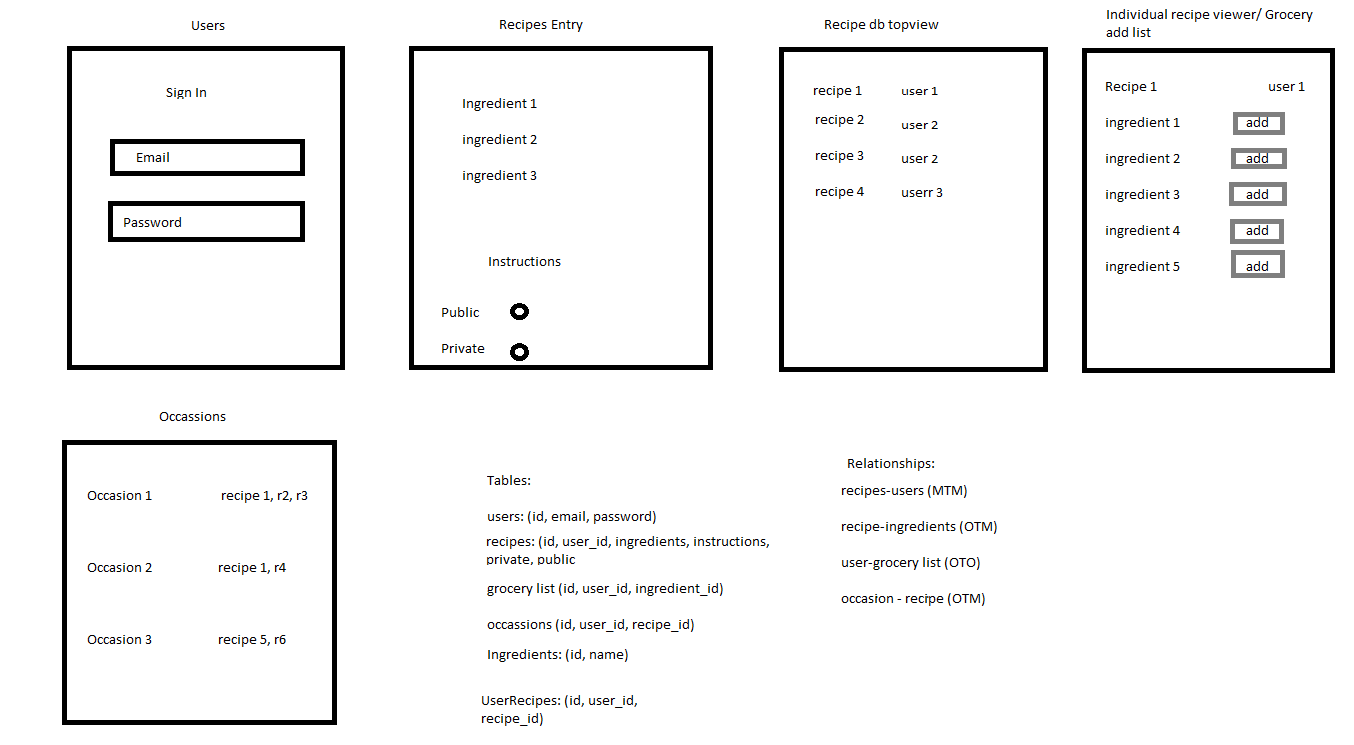 Users
Sign In
Email
Password
Recipes Entry
Ingredient 1
ingredient 2
ingredient 3
Instructions
Public
Private
Recipe db topview
recipe 1 user 1
recipe 2 user 2
recipe 3 user 2
recipe 4 userr 3
Individual recipe viewer/ Grocery
add list
Recipe 1 user 1
ingredient 1 add
ingredient 2 add
ingredient 3 add
ingredient 4 add
ingredient 5 add
Occassions
Occasion 1 recipe 1, r2, r3
Occasion 2 recipe 1, r4
Occasion 3 recipe 5, r6
Tables:
users: (id, email, password)
recipes: (id, user_id, ingredients, instructions,
private, public
grocery list (id, user_id, ingredient_id)
occassions (id, user_id, recipe_id)
Ingredients: (id, name)
UserRecipes: (id, user_id,
recipe_id)
Relationships:
recipes-users (MTM)
recipe-ingredients (OTM)
user-grocery list (OTO)
occasion - recipe (OTM)